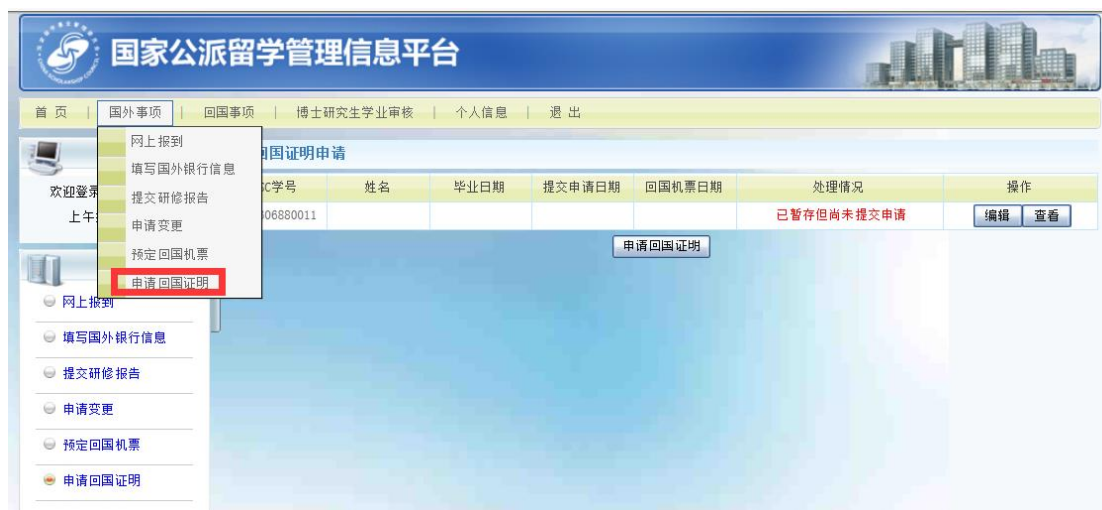 国家公派留学管理信息平台
首 页 | 国外事项 | 回国事项 | 博士研究生学业审核 | 个人信息 | 退 出
网上报到
填写国外银行信息
提交研修报告
申请变更
预定回国机票
申请回国证明
回国证明申请
欢迎登录
上午
学号 姓名 毕业日期 提交申请日期 回国机票日期 处理情况 操作
06880011 已暂存但尚未提交申请 编辑 查看
申请回国证明
网上报到
填写国外银行信息
提交研修报告
申请变更
预定回国机票
申请回国证明